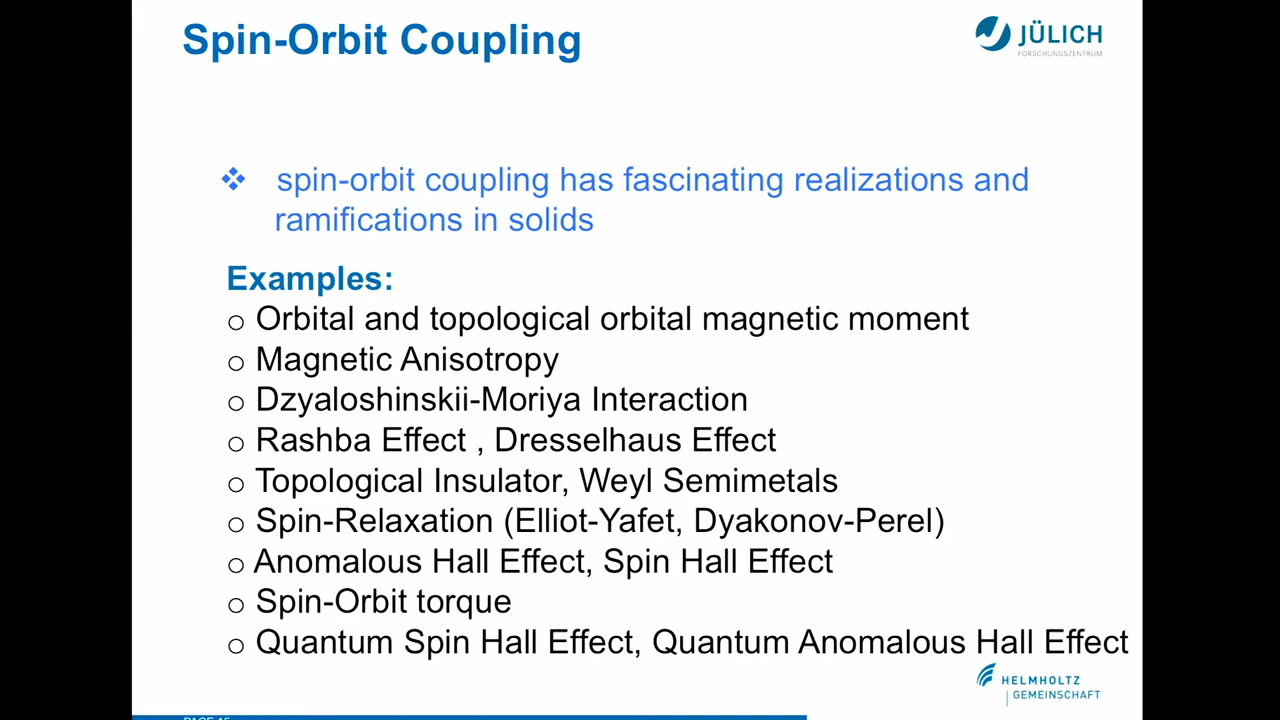 Spin-Orbit Coupling
JÜLICH
FORSCHUNGSZENTRUM
❖ spin-orbit coupling has fascinating realizations and
ramifications in solids
Examples:
o Orbital and topological orbital magnetic moment
o Magnetic Anisotropy
o Dzyaloshinskii-Moriya Interaction
o Rashba Effect , Dresselhaus Effect
o Topological Insulator, Weyl Semimetals
o Spin-Relaxation (Elliot-Yafet, Dyakonov-Perel)
o Anomalous Hall Effect, Spin Hall Effect
o Spin-Orbit torque
o Quantum Spin Hall Effect, Quantum Anomalous Hall Effect
HELMHOLTZ
GEMEINSCHAFT